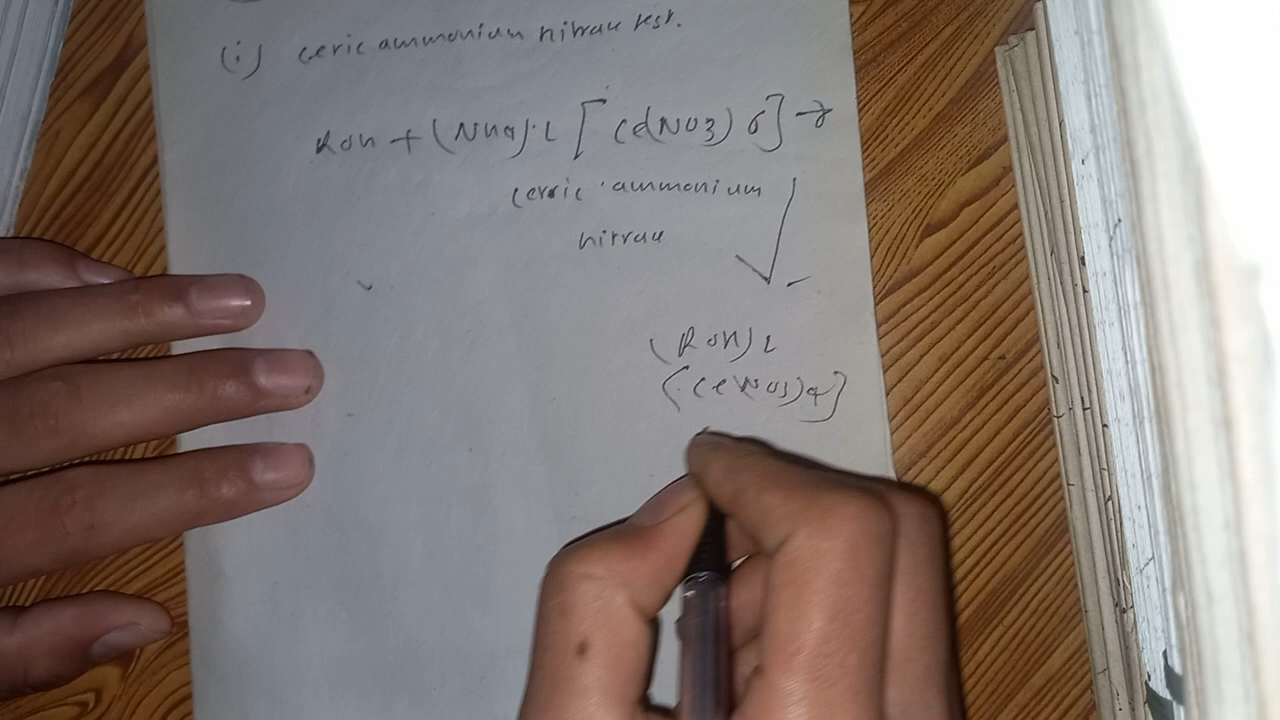 (i) ceric ammonium nitrate test.
ROH + (NH4)2 [Ce(NO3)6] →
ceric ammonium
nitrate
(ROH)2
[Ce(NO3)4]